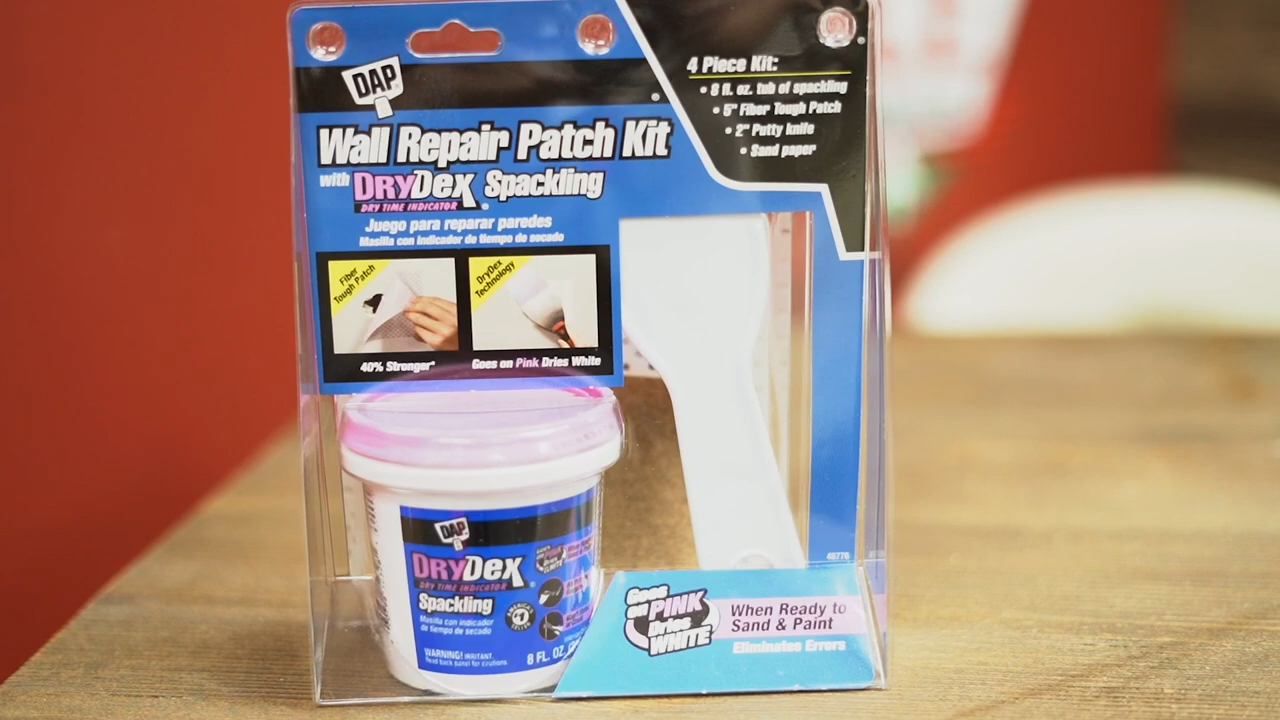 DAP
Wall Repair Patch Kit
with DRYDEX Spackling
DRY TIME INDICATOR
Juego para reparar paredes
Masilla con indicador de tiempo de secado
Fiber
Tough Patch
DryDex
Technology
40% Stronger*
Goes on Pink Dries White
4 Piece Kit:
• 8 fl. oz. tub of spackling
• 5" Fiber Tough Patch
• 2" Putty knife
• Sand paper
DAP
DRYDEX
DRY TIME INDICATOR
Spackling
Masilla con indicador
de tiempo de secado
WARNING! IRRITANT.
Read back panel for cautions.
8 FL. OZ.
Goes
on PINK
Dries
WHITE
When Ready to
Sand & Paint
Eliminates Errors